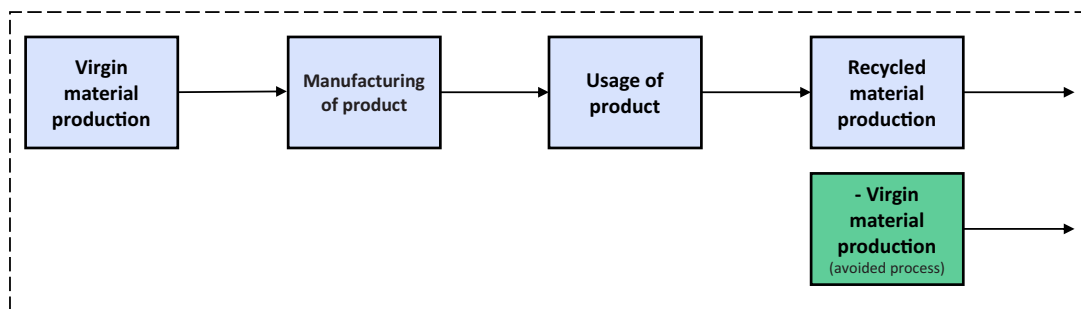 Virgin
material
production
Manufacturing
of product
Usage of
product
Recycled
material
production
- Virgin
material
production
(avoided process)